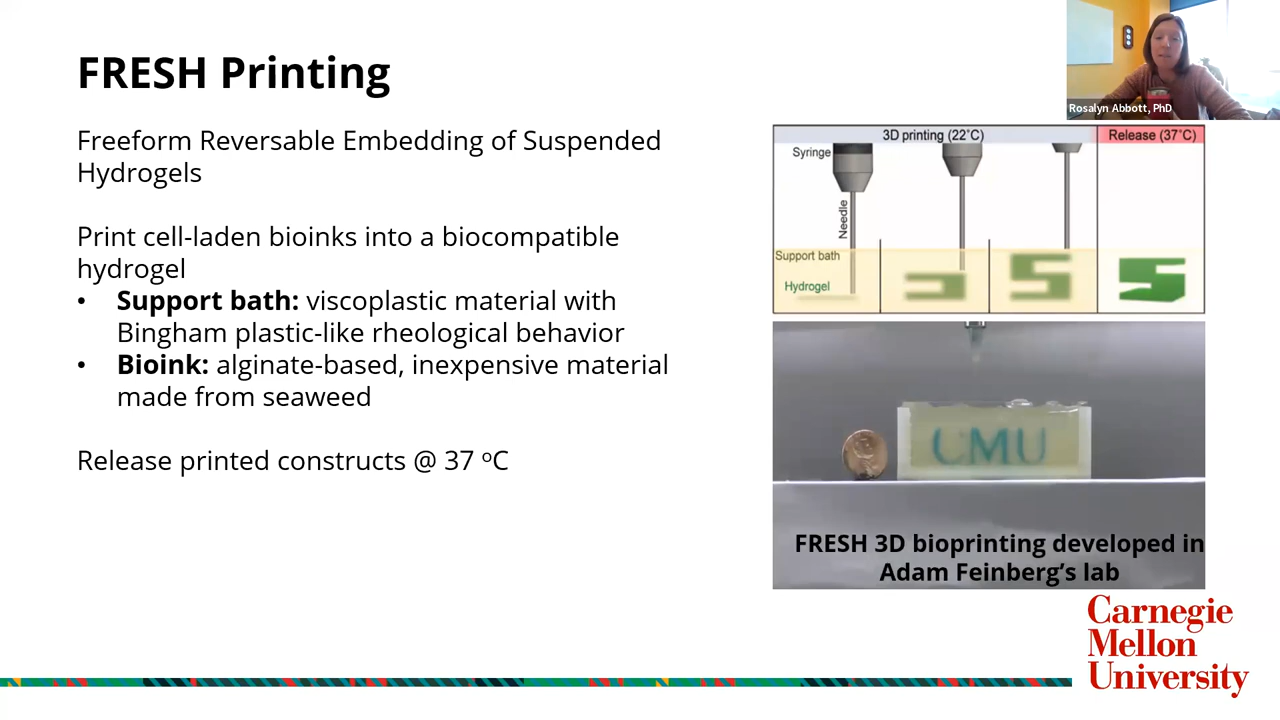 FRESH Printing
Rosalyn Abbott, PhD
Freeform Reversable Embedding of Suspended
Hydrogels
Print cell-laden bioinks into a biocompatible
hydrogel
• Support bath: viscoplastic material with
Bingham plastic-like rheological behavior
• Bioink: alginate-based, inexpensive material
made from seaweed
Release printed constructs @ 37 ºC
3D printing (22˚C)
Release (37˚C)
Syringe
Needle
Support bath
Hydrogel
CMU
FRESH 3D bioprinting developed in
Adam Feinberg’s lab
Carnegie
Mellon
University